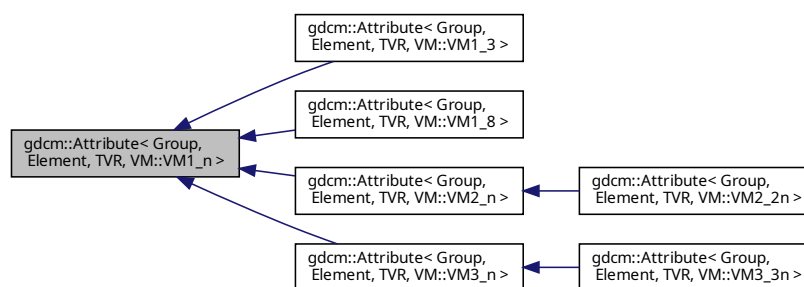 gdcm::Attribute< Group,
Element, TVR, VM::VM1_3 >
gdcm::Attribute< Group,
Element, TVR, VM::VM1_8 >
gdcm::Attribute< Group,
Element, TVR, VM::VM1_n >
gdcm::Attribute< Group,
Element, TVR, VM::VM2_n >
gdcm::Attribute< Group,
Element, TVR, VM::VM2_2n >
gdcm::Attribute< Group,
Element, TVR, VM::VM3_n >
gdcm::Attribute< Group,
Element, TVR, VM::VM3_3n >